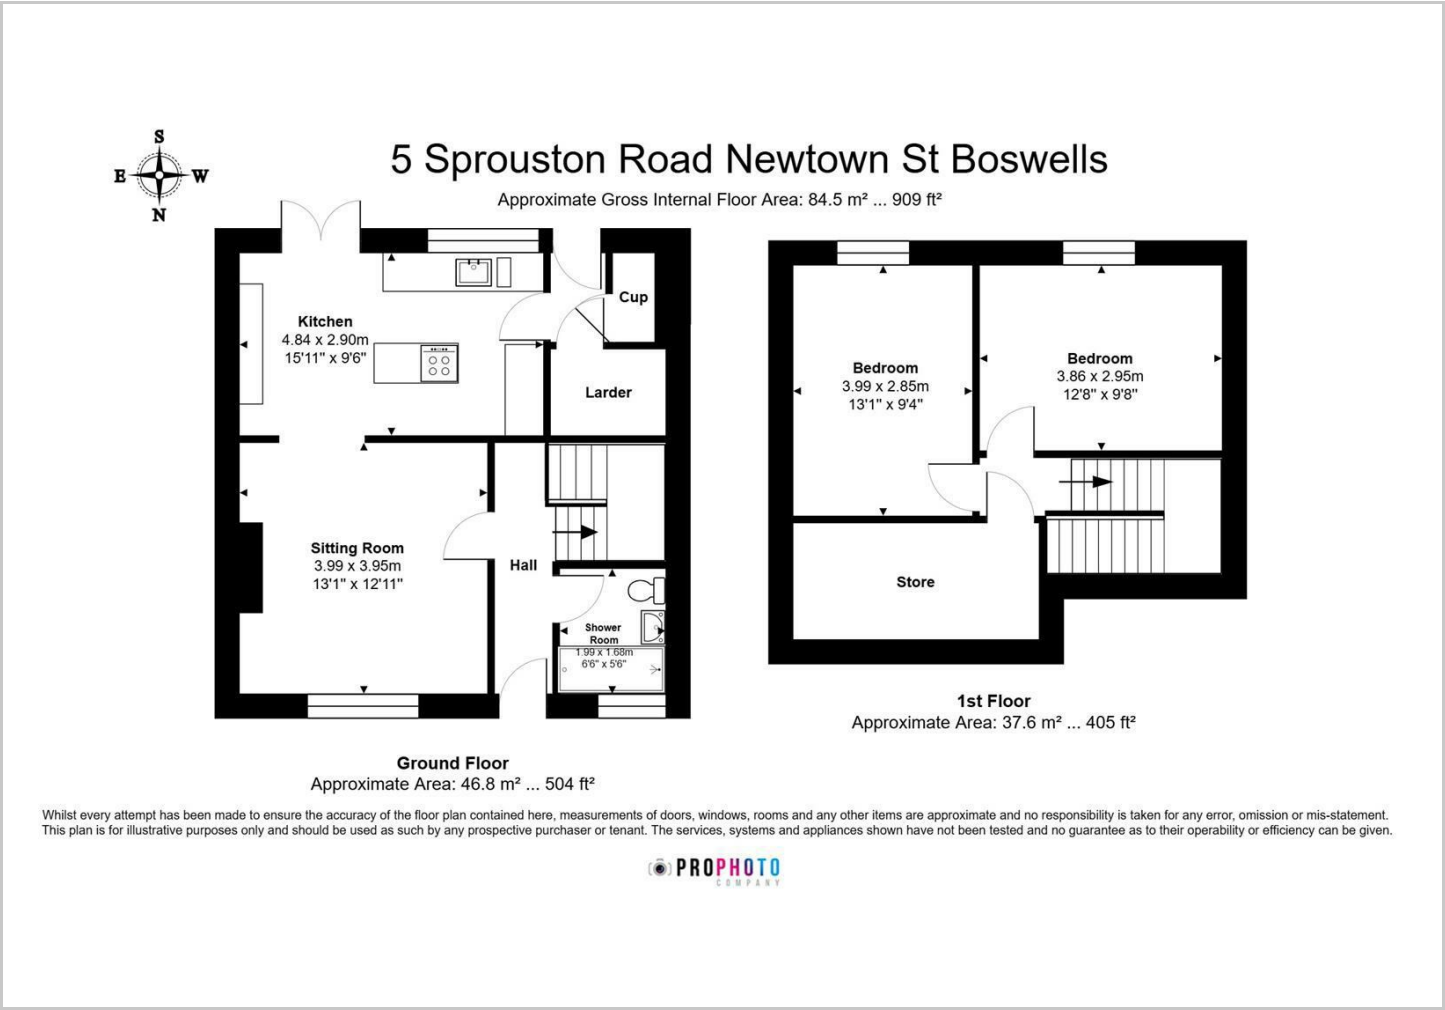 S
E W
N
5 Sprouston Road Newtown St Boswells
Approximate Gross Internal Floor Area: 84.5 m² ... 909 ft²
Kitchen
4.84 x 2.90m
15'11" x 9'6"
Cup
Larder
Sitting Room
3.99 x 3.95m
13'1" x 12'11"
Hall
Shower
Room
1.99 x 1.68m
6'6" x 5'6"
Ground Floor
Approximate Area: 46.8 m² ... 504 ft²
Bedroom
3.99 x 2.85m
13'1" x 9'4"
Bedroom
3.86 x 2.95m
12'8" x 9'8"
Store
1st Floor
Approximate Area: 37.6 m² ... 405 ft²
Whilst every attempt has been made to ensure the accuracy of the floor plan contained here, measurements of doors, windows, rooms and any other items are approximate and no responsibility is taken for any error, omission or mis-statement.
This plan is for illustrative purposes only and should be used as such by any prospective purchaser or tenant. The services, systems and appliances shown have not been tested and no guarantee as to their operability or efficiency can be given.
PROPHOTO
COMPANY